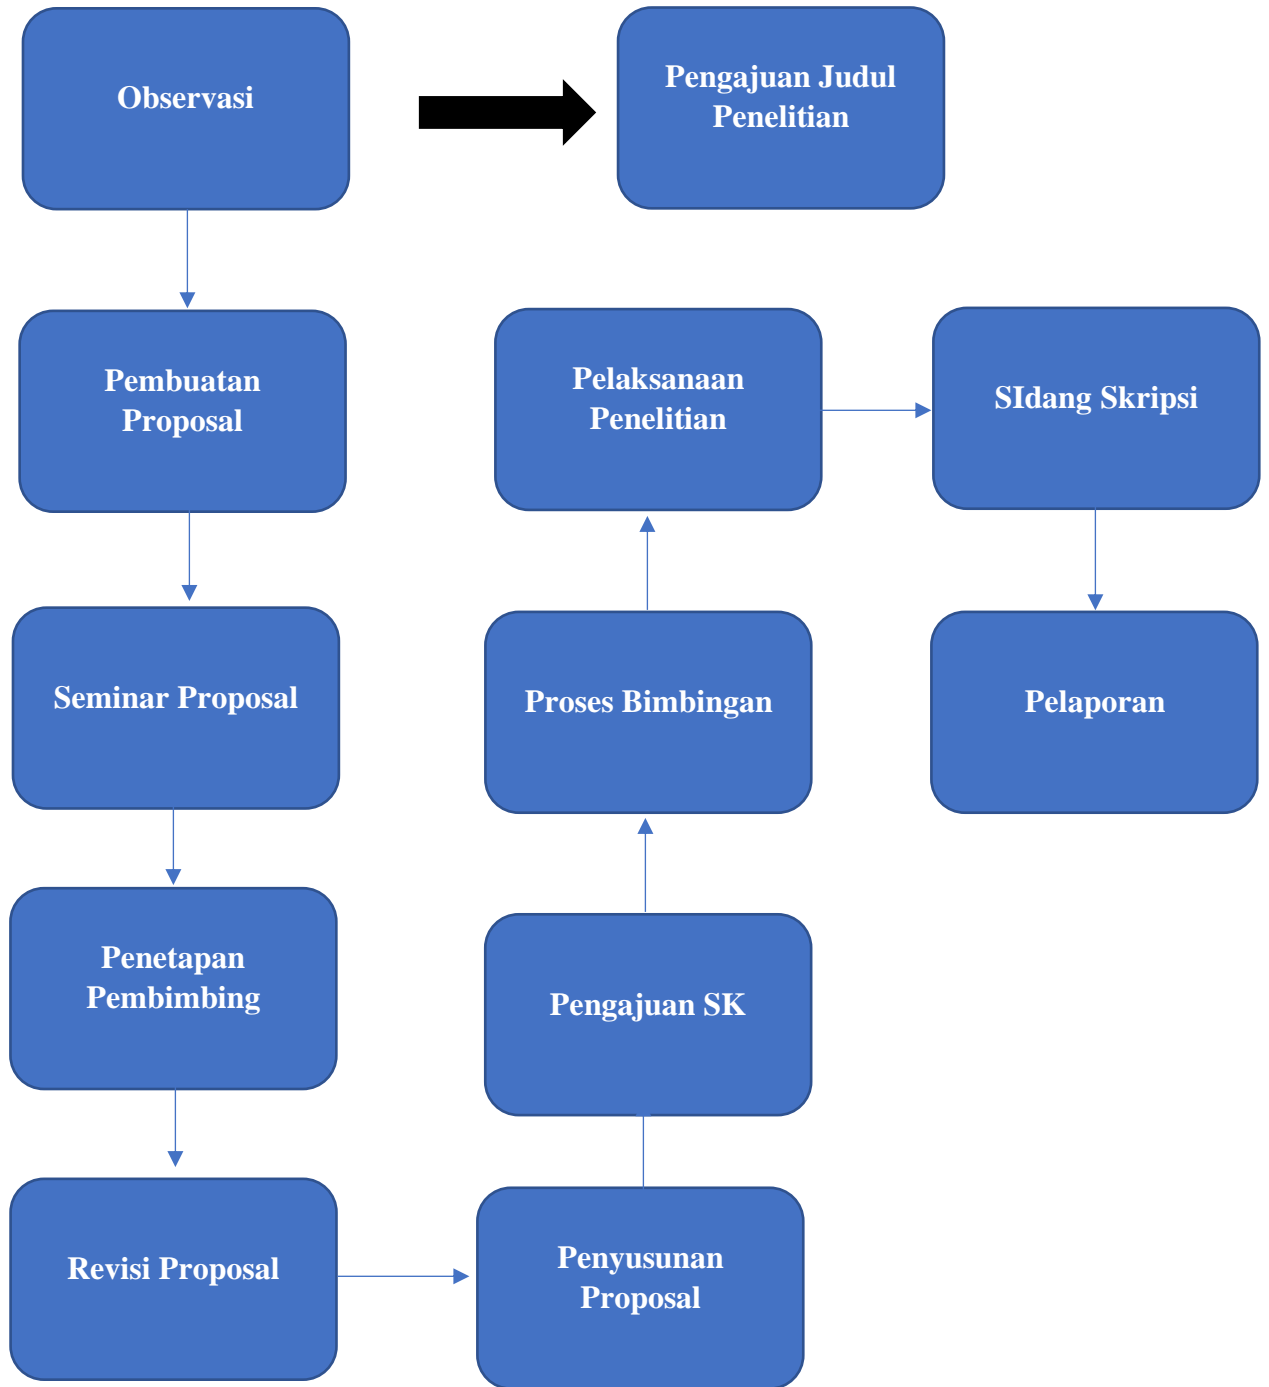 Observasi
Pengajuan Judul
Penelitian
Pembuatan
Proposal
Pelaksanaan
Penelitian
SIdang Skripsi
Seminar Proposal
Proses Bimbingan
Pelaporan
Penetapan
Pembimbing
Pengajuan SK
Revisi Proposal
Penyusunan
Proposal